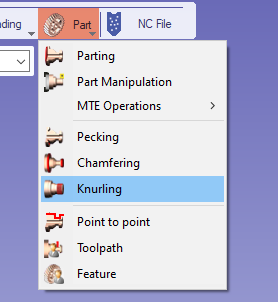 ding Part NC File
Parting
Part Manipulation
MTE Operations
Pecking
Chamfering
Knurling
Point to point
Toolpath
Feature